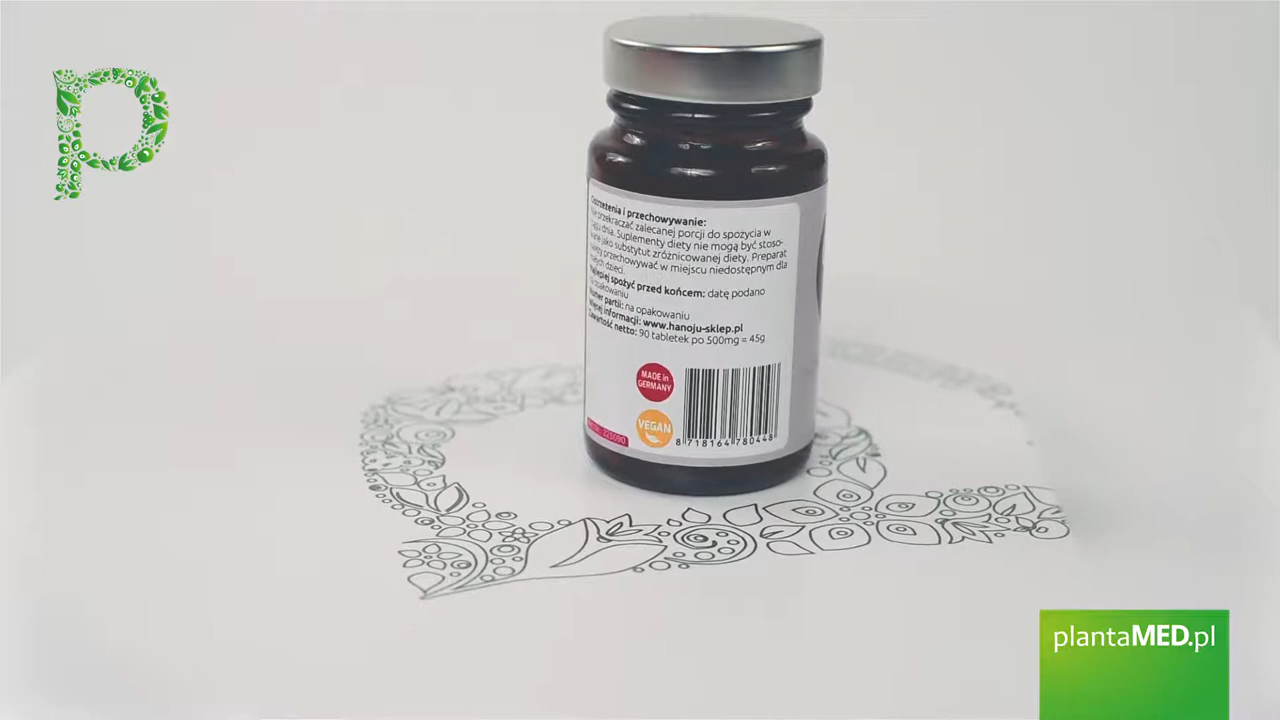 Ostrzeżenia i przechowywanie:
Nie przekraczać zalecanej porcji do spożycia w
ciągu dnia. Suplementy diety nie mogą być stoso-
wane jako substytut zróżnicowanej diety. Preparat
należy przechowywać w miejscu niedostępnym dla
małych dzieci.
Najlepiej spożyć przed końcem: datę podano
na opakowaniu
Numer partii: na opakowaniu
Więcej informacji: www.hanoju-sklep.pl
Zawartość netto: 90 tabletek po 500mg = 45g
MADE in
GERMANY
VEGAN
8 718164 780448
plantaMED.pl